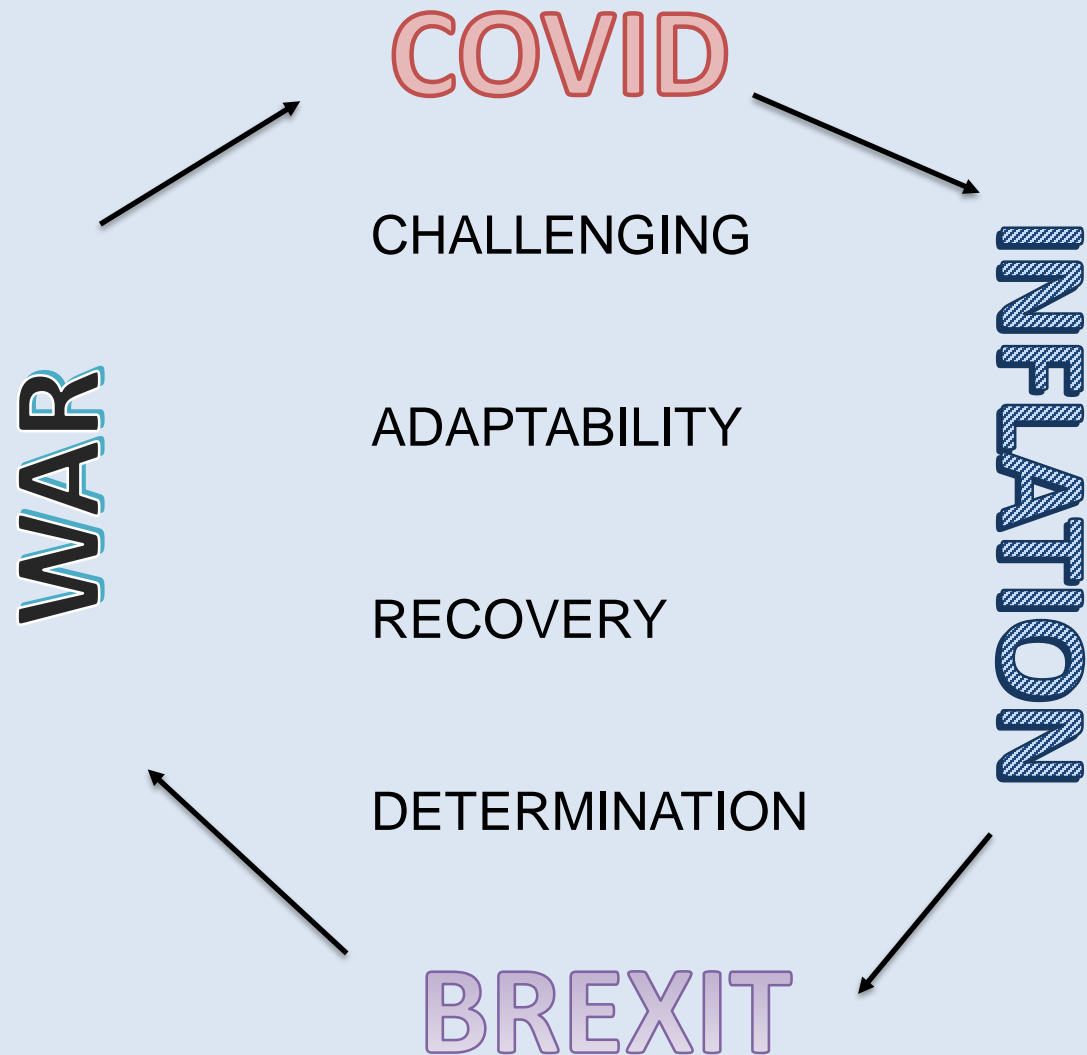 COVID
CHALLENGING
INFLATION
ADAPTABILITY
WAR
RECOVERY
DETERMINATION
BREXIT